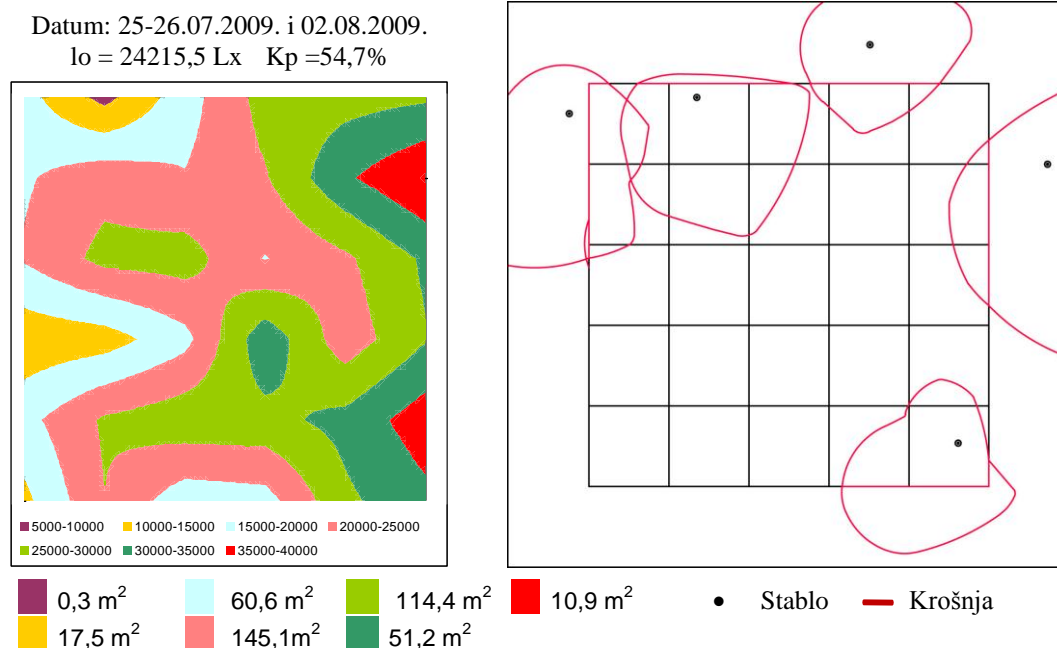 Datum: 25-26.07.2009. i 02.08.2009.
lo = 24215,5 Lx Kp =54,7%
5000-10000 10000-15000 15000-20000 20000-25000
25000-30000 30000-35000 35000-40000
0,3 m² 60,6 m² 114,4 m² 10,9 m² Stablo Krošnja
17,5 m² 145,1m² 51,2 m²